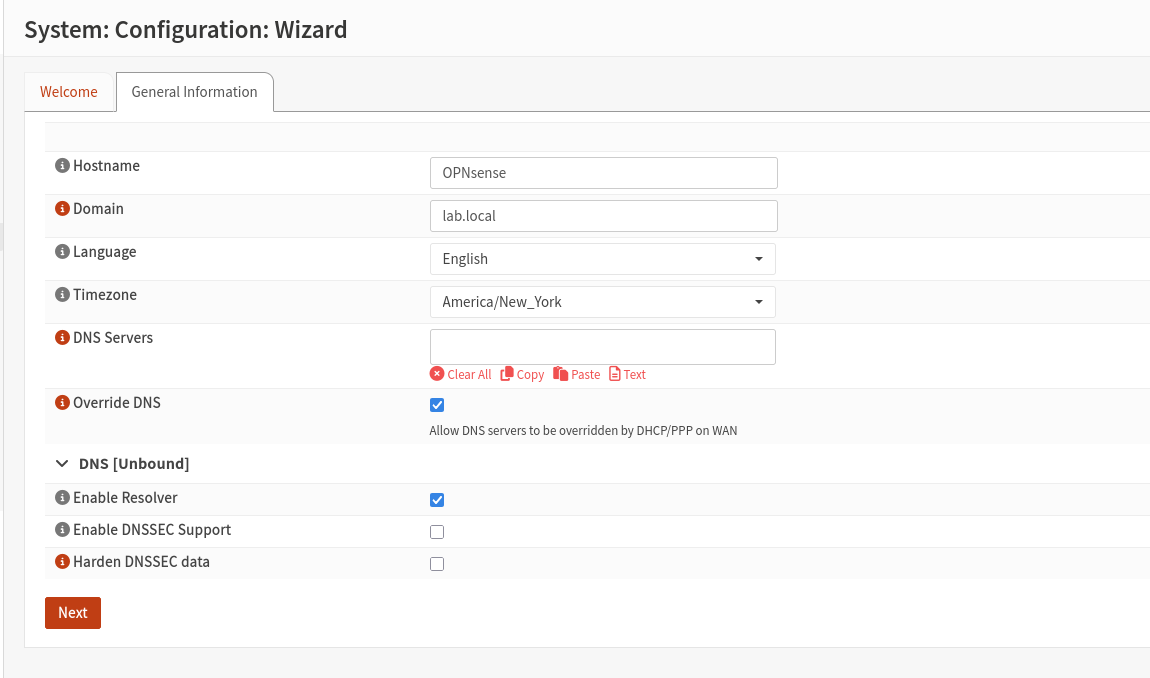 System: Configuration: Wizard
Welcome General Information
Hostname OPNsense
Domain lab.local
Language English
Timezone America/New_York
DNS Servers
Clear All Copy Paste Text
Override DNS
Allow DNS servers to be overridden by DHCP/PPP on WAN
DNS [Unbound]
Enable Resolver
Enable DNSSEC Support
Harden DNSSEC data
Next